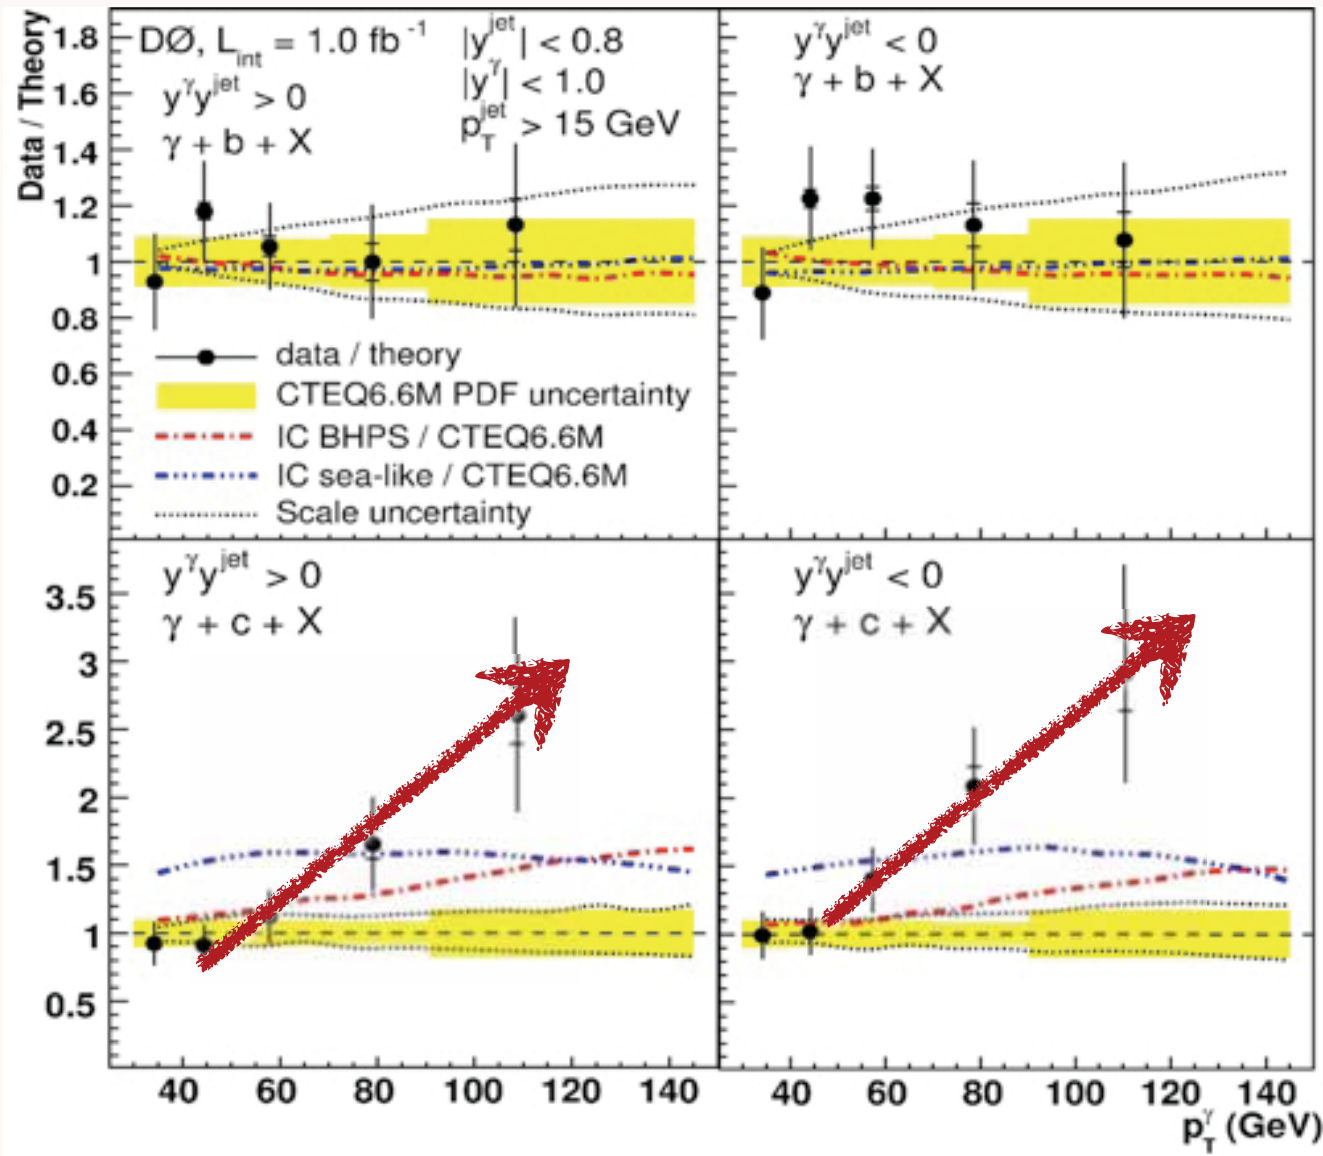 Data / Theory
DØ, L_int = 1.0 fb⁻¹
y^γ y^jet > 0
γ + b + X
|y^jet| < 0.8
|y^γ| < 1.0
p_T^jet > 15 GeV
1.8
1.6
1.4
1.2
1
0.8
0.6
0.4
0.2
data / theory
CTEQ6.6M PDF uncertainty
IC BHPS / CTEQ6.6M
IC sea-like / CTEQ6.6M
Scale uncertainty
y^γ y^jet < 0
γ + b + X
y^γ y^jet > 0
γ + c + X
3.5
3
2.5
2
1.5
1
0.5
y^γ y^jet < 0
γ + c + X
40 60 80 100 120 140
40 60 80 100 120 140
p_T^γ (GeV)